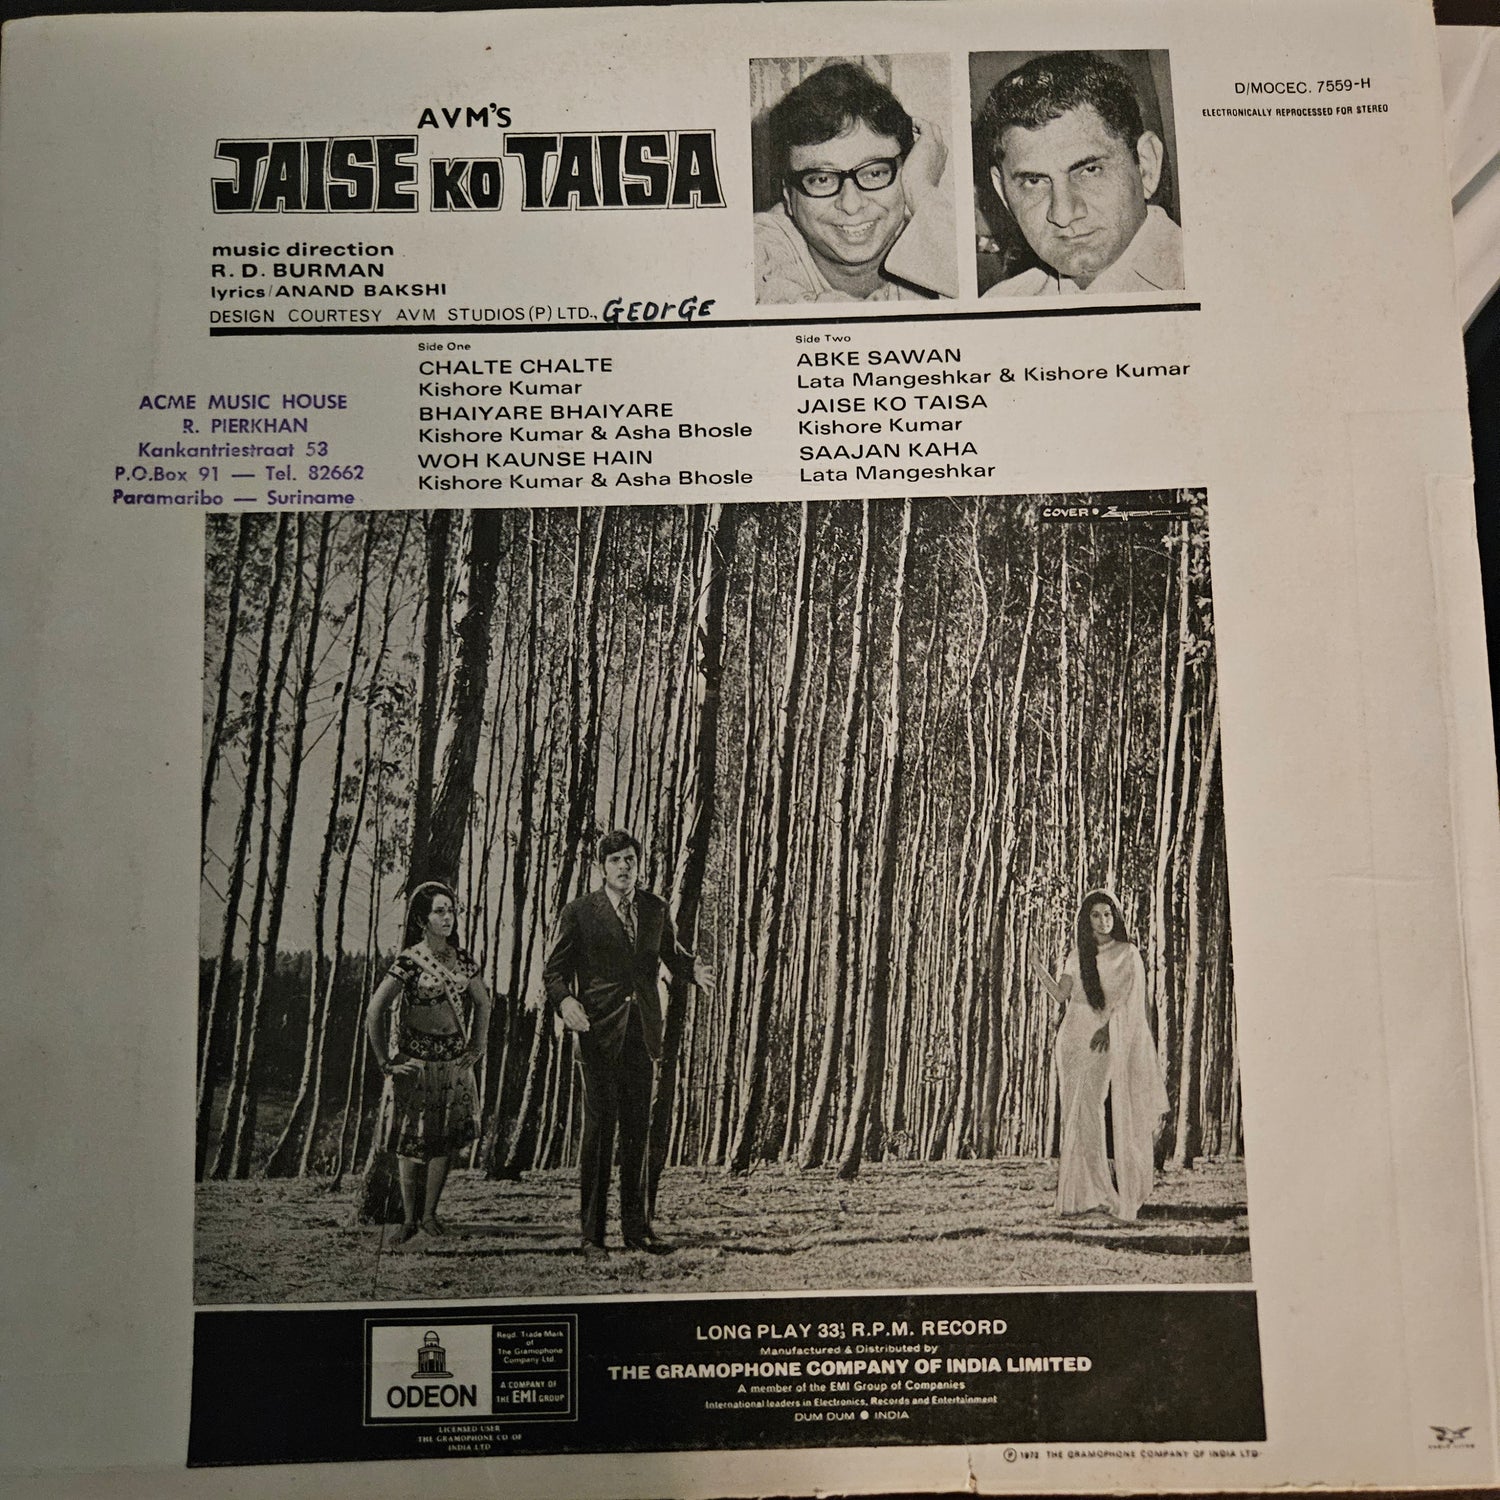 AVM'S
JAISE KO TAISA
music direction
R. D. BURMAN
lyrics/ANAND BAKSHI
DESIGN COURTESY AVM STUDIOS (P) LTD., GEORGE
D/MOCEC. 7559-H
ELECTRONICALLY REPROCESSED FOR STEREO
Side One
CHALTE CHALTE
Kishore Kumar
BHAIYARE BHAIYARE
Kishore Kumar & Asha Bhosle
WOH KAUNSE HAIN
Kishore Kumar & Asha Bhosle
Side Two
ABKE SAWAN
Lata Mangeshkar & Kishore Kumar
JAISE KO TAISA
Kishore Kumar
SAAJAN KAHA
Lata Mangeshkar
ACME MUSIC HOUSE
R. PIERKHAN
Kankantriestraat 53
P.O.Box 91 — Tel. 82662
Paramaribo — Suriname
COVER •
ODEON
Regd. Trade Mark
of
The Gramophone
Company Ltd.
A COMPANY OF
THE EMI GROUP
LICENSED USER
THE GRAMOPHONE CO OF
INDIA LTD
LONG PLAY 33⅓ R.P.M. RECORD
Manufactured & Distributed by
THE GRAMOPHONE COMPANY OF INDIA LIMITED
A member of the EMI Group of Companies
International leaders in Electronics, Records and Entertainment
DUM DUM ● INDIA
Ⓟ 1972 THE GRAMOPHONE COMPANY OF INDIA LTD